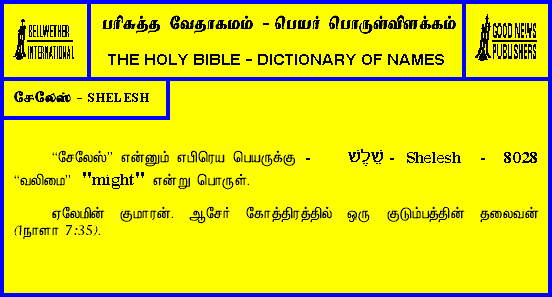 BELLWETHER
INTERNATIONAL
பரிசுத்த வேதாகமம் - பெயர் பொருள்விளக்கம்
THE HOLY BIBLE - DICTIONARY OF NAMES
GOOD NEWS
PUBLISHERS
சேலேஸ் - SHELESH
“சேலேஸ்” என்னும் எபிரெய பெயருக்கு - שֶׁלֶשׁ - Shelesh - 8028
“வலிமை” "might" என்று பொருள்.
ஏலேமின் குமாரன். ஆசேர் கோத்திரத்தில் ஒரு குடும்பத்தின் தலைவன்
(1நாளா 7:35).